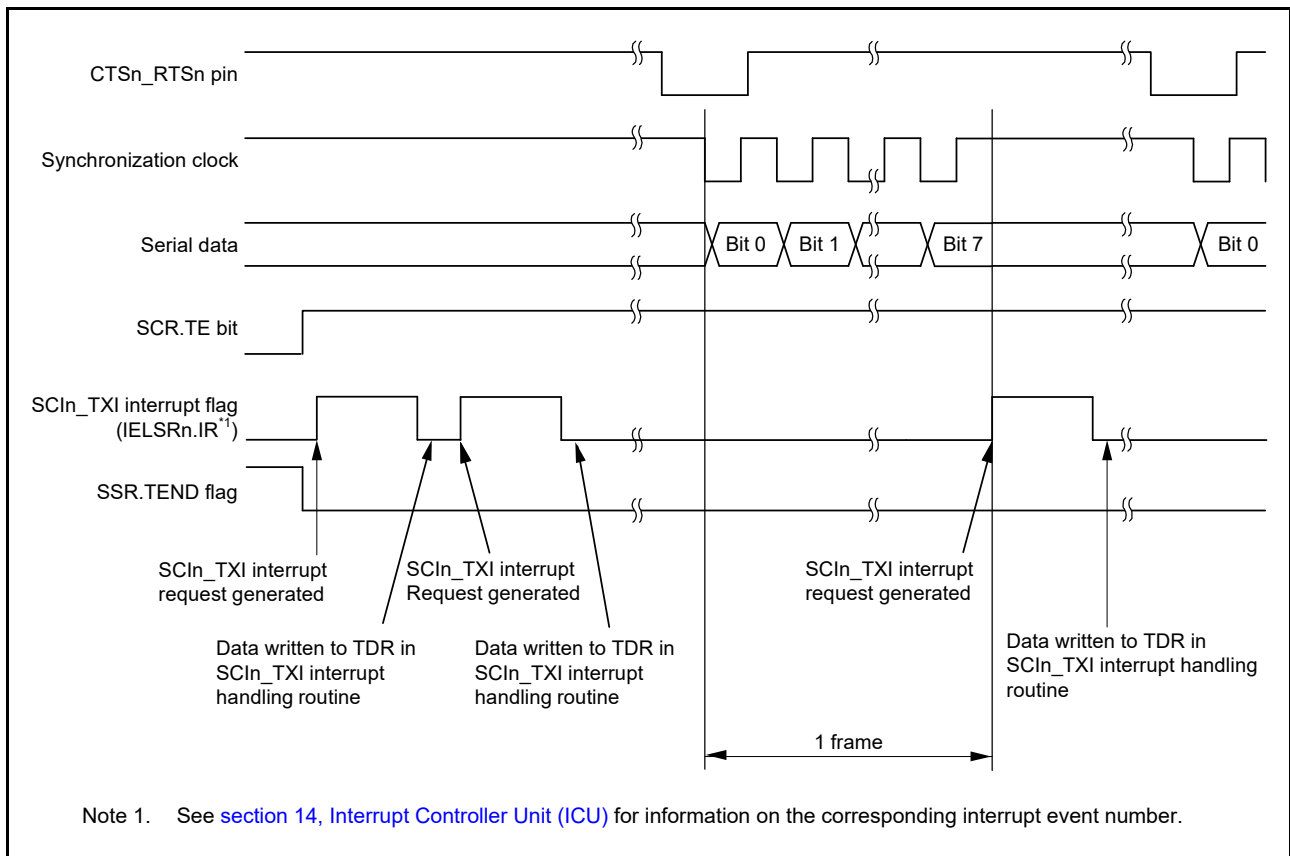 CTSn_RTSn pin
Synchronization clock
Serial data
Bit 0
Bit 1
Bit 7
Bit 0
SCR.TE bit
SCIn_TXI interrupt flag
(IELSRn.IR*1)
SSR.TEND flag
SCIn_TXI interrupt
request generated
SCIn_TXI interrupt
Request generated
SCIn_TXI interrupt
request generated
Data written to TDR in
SCIn_TXI interrupt
handling routine
Data written to TDR in
SCIn_TXI interrupt
handling routine
Data written to TDR in
SCIn_TXI interrupt handling
routine
1 frame
Note 1. See section 14, Interrupt Controller Unit (ICU) for information on the corresponding interrupt event number.